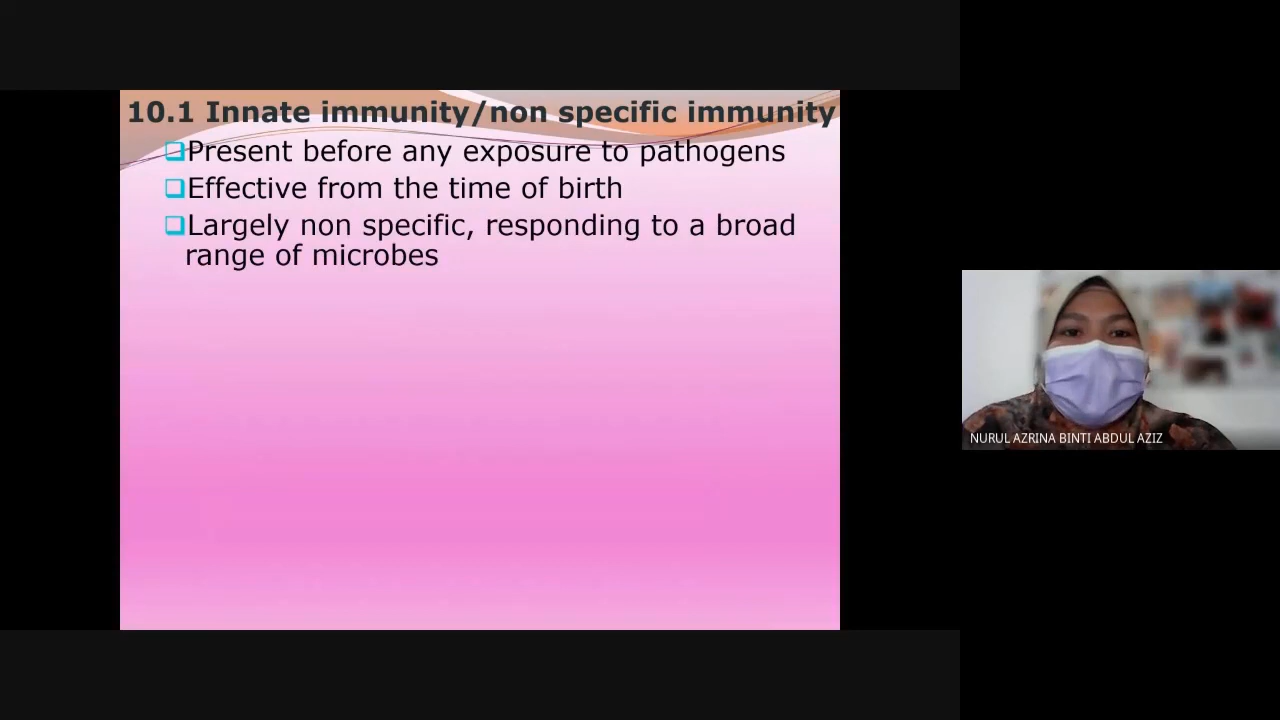 10.1 Innate immunity/non specific immunity
❑Present before any exposure to pathogens
❑Effective from the time of birth
❑Largely non specific, responding to a broad
range of microbes
NURUL AZRINA BINTI ABDUL AZIZ